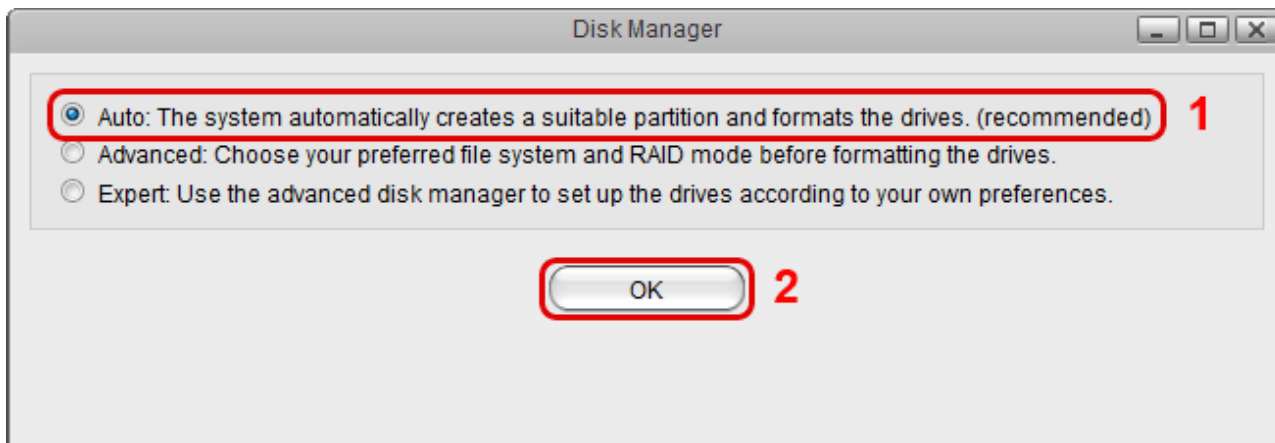 Disk Manager
Auto: The system automatically creates a suitable partition and formats the drives. (recommended) 1
Advanced: Choose your preferred file system and RAID mode before formatting the drives.
Expert: Use the advanced disk manager to set up the drives according to your own preferences.
OK 2